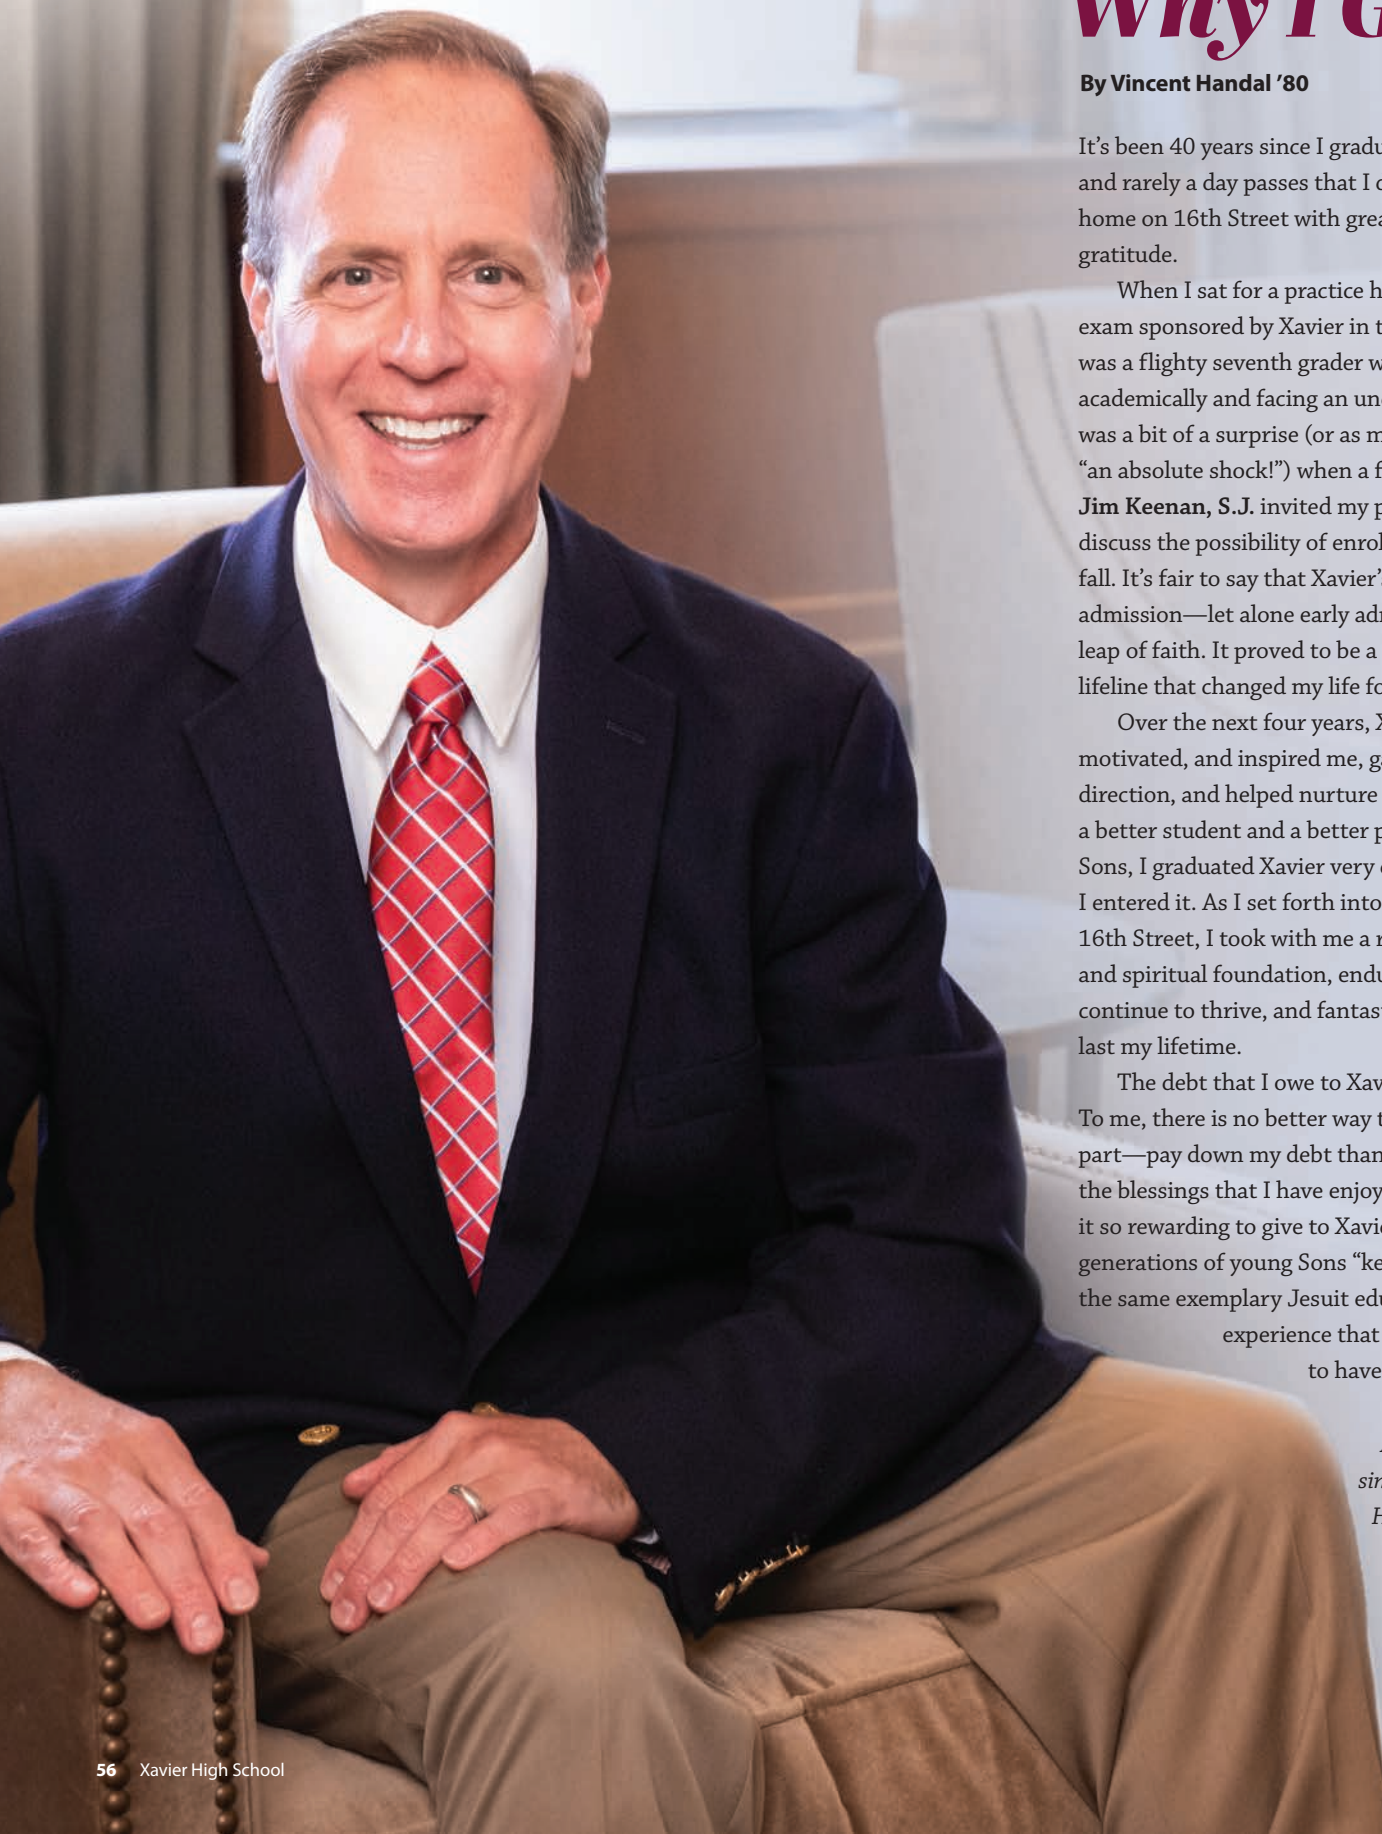 Why I G
By Vincent Handal ’80
It’s been 40 years since I gradu
and rarely a day passes that I
home on 16th Street with grea
gratitude.
When I sat for a practice h
exam sponsored by Xavier in t
was a flighty seventh grader w
academically and facing an un
was a bit of a surprise (or as m
“an absolute shock!”) when a f
Jim Keenan, S.J. invited my p
discuss the possibility of enrol
fall. It’s fair to say that Xavier’
admission—let alone early adm
leap of faith. It proved to be a
lifeline that changed my life fo
Over the next four years, X
motivated, and inspired me, ga
direction, and helped nurture
a better student and a better p
Sons, I graduated Xavier very
I entered it. As I set forth into
16th Street, I took with me a r
and spiritual foundation, endu
continue to thrive, and fantas
last my lifetime.
The debt that I owe to Xav
To me, there is no better way t
part—pay down my debt than
the blessings that I have enjoy
it so rewarding to give to Xavi
generations of young Sons “ke
the same exemplary Jesuit edu
experience that
to have
sin
H
56 Xavier High School